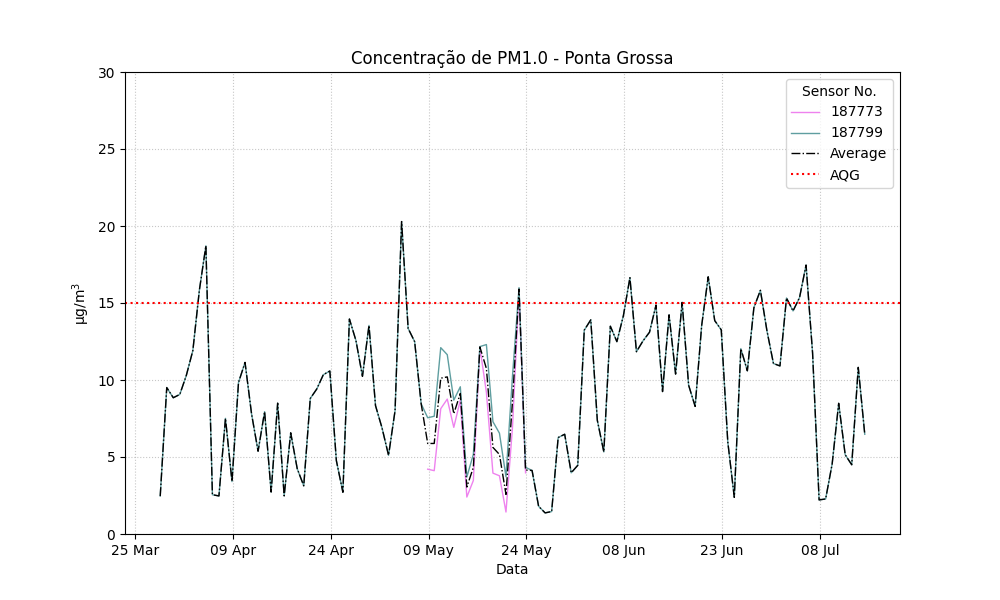 Concentração de PM1.0 - Ponta Grossa
Sensor No.
187773
187799
Average
AQG
30
25
20
15
10
5
0
µg/m³
25 Mar
09 Apr
24 Apr
09 May
24 May
08 Jun
23 Jun
08 Jul
Data